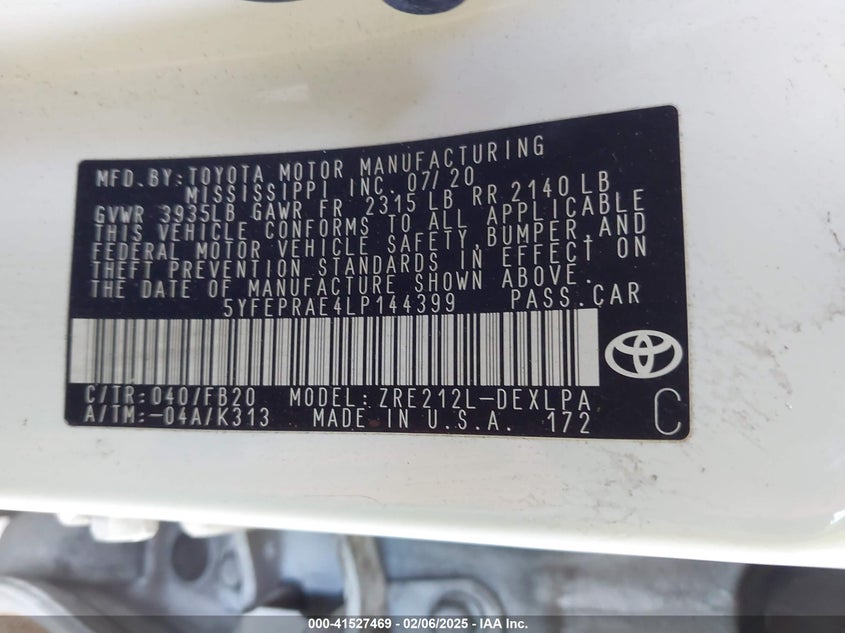 MFD.BY:TOYOTA MOTOR MANUFACTURING
MISSISSIPPI INC. 07/20
GVWR 3935LB GAWR FR 2315 LB RR 2140 LB
THIS VEHICLE CONFORMS TO ALL APPLICABLE
FEDERAL MOTOR VEHICLE SAFETY,BUMPER,AND
THEFT PREVENTION STANDARDS IN EFFECT ON
THE DATE OF MANUFACTURE SHOWN ABOVE.
5YFEPRAE4LP144399 PASS.CAR
C/TR:040/FB20 MODEL:ZRE212L-DEXLPA
A/TM:-04A/K313 MADE IN U.S.A. 172
C
000-41527469 - 02/06/2025 - IAA Inc.